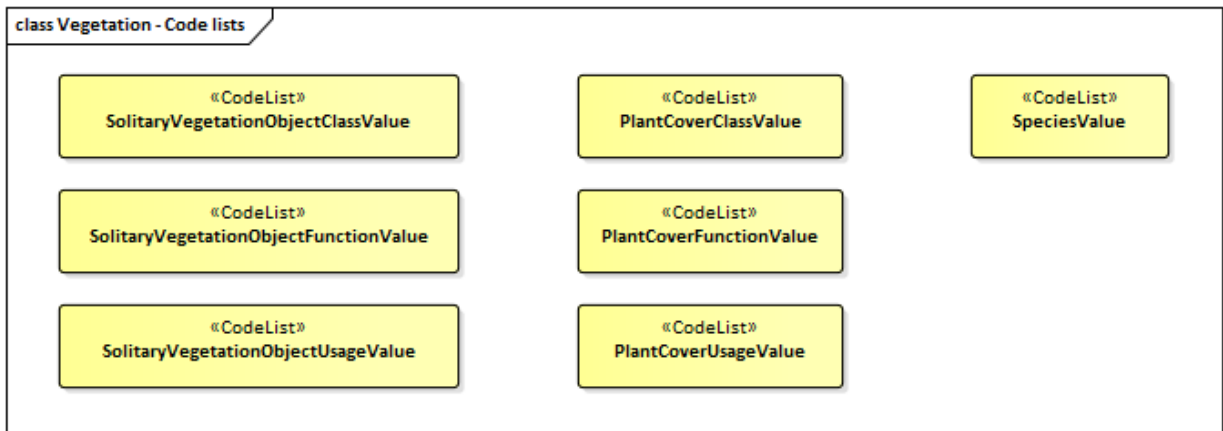 class Vegetation - Code lists
«CodeList»
SolitaryVegetationObjectClassValue
«CodeList»
SolitaryVegetationObjectFunctionValue
«CodeList»
SolitaryVegetationObjectUsageValue
«CodeList»
PlantCoverClassValue
«CodeList»
PlantCoverFunctionValue
«CodeList»
PlantCoverUsageValue
«CodeList»
SpeciesValue